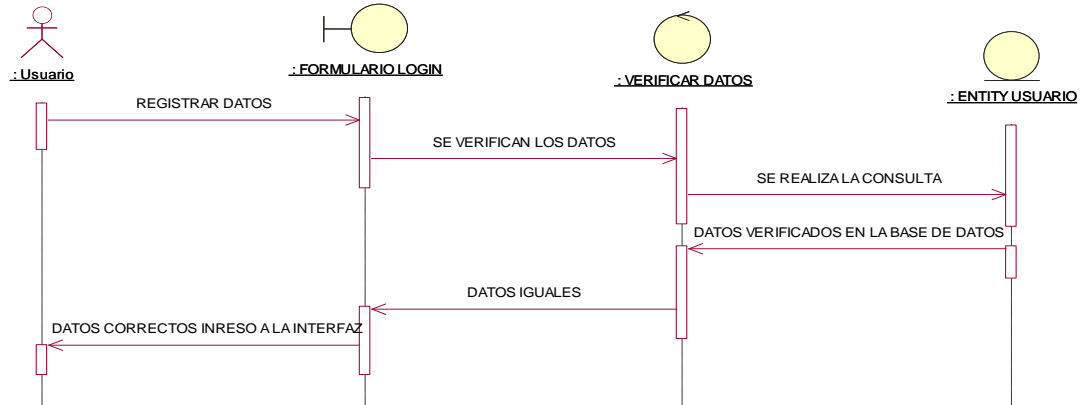 : Usuario
: FORMULARIO LOGIN
: VERIFICAR DATOS
: ENTITY USUARIO
REGISTRAR DATOS
SE VERIFICAN LOS DATOS
SE REALIZA LA CONSULTA
DATOS VERIFICADOS EN LA BASE DE DATOS
DATOS IGUALES
DATOS CORRECTOS INRESO A LA INTERFAZ